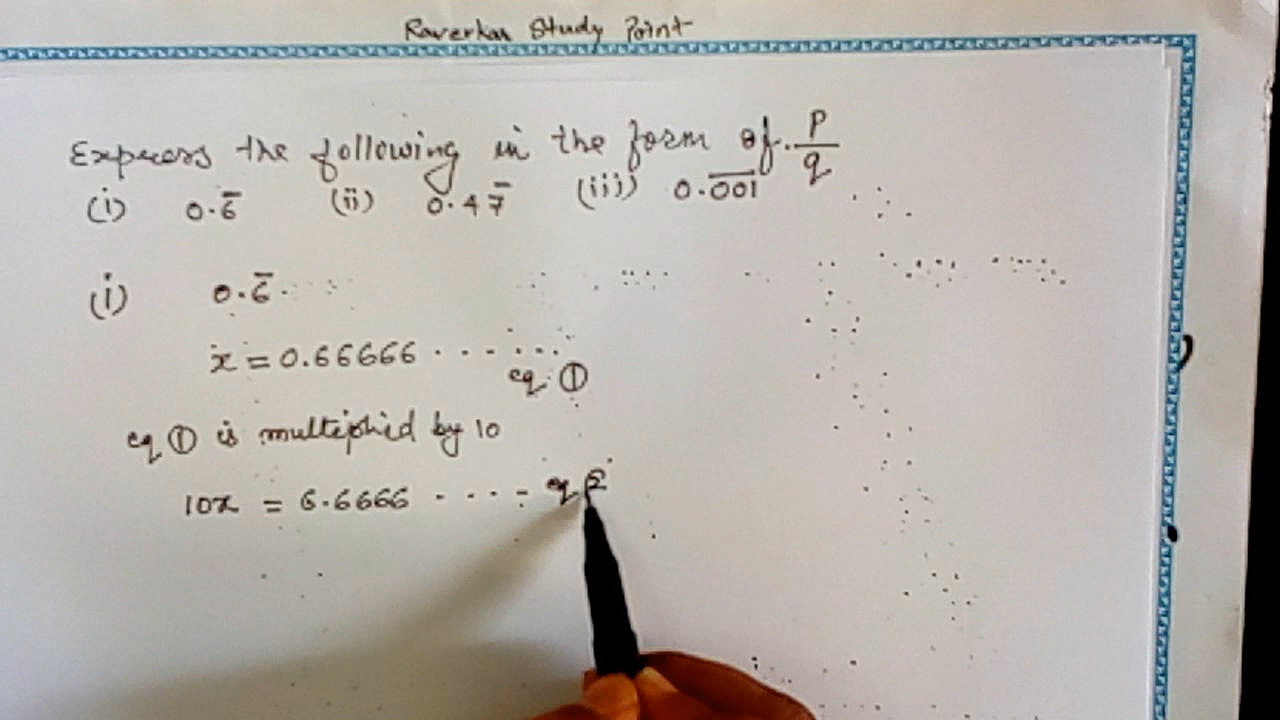 Raverkar Study Point
Express the following in the form of p/q
(i) 0.6̅ (ii) 0.47̅ (iii) 0.0̅0̅1̅
(i) 0.6̅
x = 0.66666 . . . . . .
eq. ①
eq ① is multiplied by 10
10x = 6.6666 . . . . eq 2